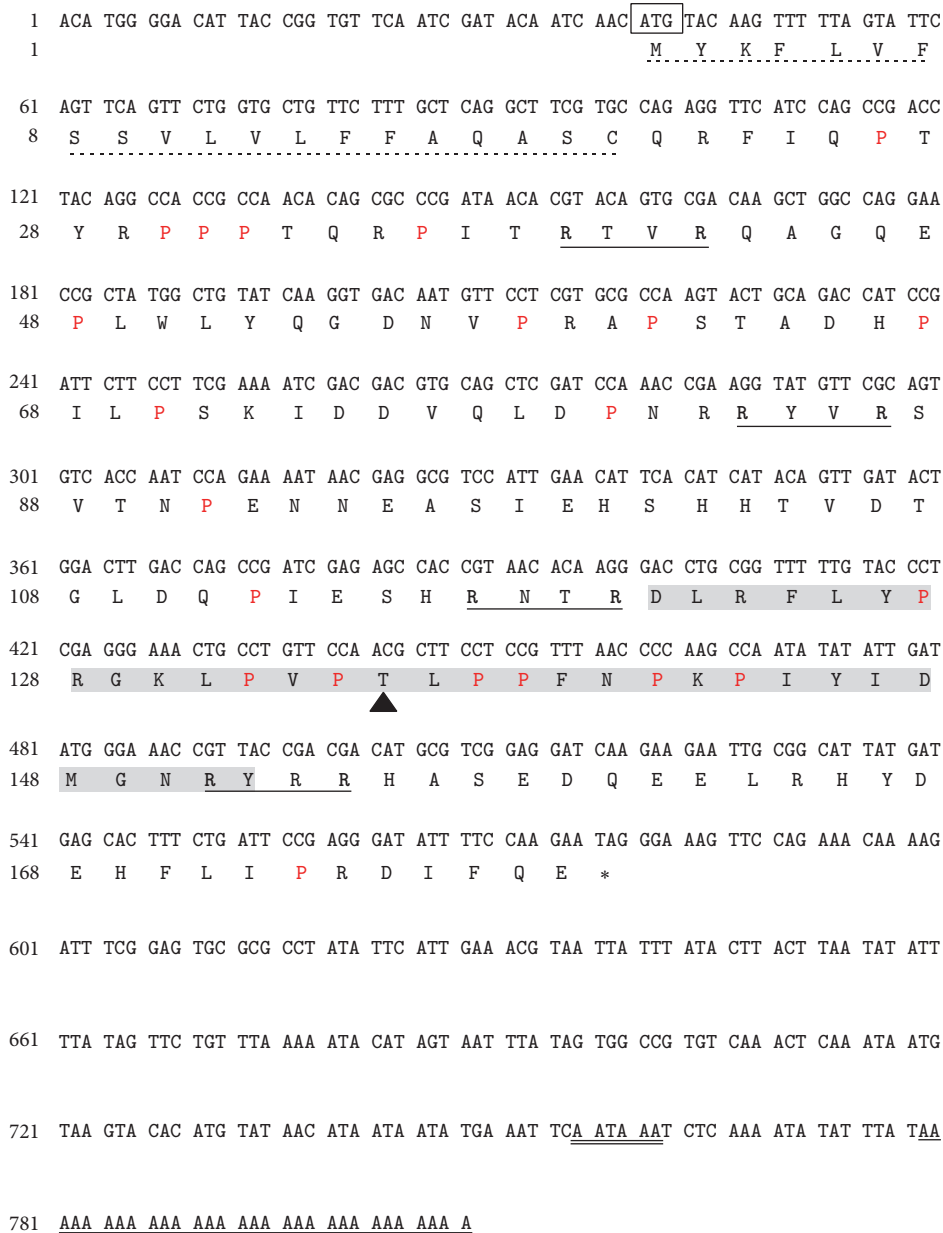 1 ACA TGG GGA CAT TAC CGG TGT TCA ATC GAT ACA ATC AAC ATG TAC AAG TTT TTA GTA TTC
1 M Y K F L V F
61 AGT TCA GTT CTG GTG CTG TTC TTT GCT CAG GCT TCG TGC CAG AGG TTC ATC CAG CCG ACC
8 S S V L V L F F A Q A S C Q R F I Q P T
121 TAC AGG CCA CCG CCA ACA CAG CGC CCG ATA ACA CGT ACA GTG CGA CAA GCT GGC CAG GAA
28 Y R P P P T Q R P I T R T V R Q A G Q E
181 CCG CTA TGG CTG TAT CAA GGT GAC AAT GTT CCT CGT GCG CCA AGT ACT GCA GAC CAT CCG
48 P L W L Y Q G D N V P R A P S T A D H P
241 ATT CTT CCT TCG AAA ATC GAC GAC GTG CAG CTC GAT CCA AAC CGA AGG TAT GTT CGC AGT
68 I L P S K I D D V Q L D P N R R Y V R S
301 GTC ACC AAT CCA GAA AAT AAC GAG GCG TCC ATT GAA CAT TCA CAT CAT ACA GTT GAT ACT
88 V T N P E N N E A S I E H S H H T V D T
361 GGA CTT GAC CAG CCG ATC GAG AGC CAC CGT AAC ACA AGG GAC CTG CGG TTT TTG TAC CCT
108 G L D Q P I E S H R N T R D L R F L Y P
421 CGA GGG AAA CTG CCT GTT CCA ACG CTT CCT CCG TTT AAC CCC AAG CCA ATA TAT ATT GAT
128 R G K L P V P T L P P F N P K P I Y I D
481 ATG GGA AAC CGT TAC CGA CGA CAT GCG TCG GAG GAT CAA GAA GAA TTG CGG CAT TAT GAT
148 M G N R Y R R H A S E D Q E E L R H Y D
541 GAG CAC TTT CTG ATT CCG AGG GAT ATT TTC CAA GAA TAG GGA AAG TTC CAG AAA CAA AAG
168 E H F L I P R D I F Q E *
601 ATT TCG GAG TGC GCG CCT ATA TTC ATT GAA ACG TAA TTA TTT ATA CTT ACT TAA TAT ATT
661 TTA TAG TTC TGT TTA AAA ATA CAT AGT AAT TTA TAG TGG CCG TGT CAA ACT CAA ATA ATG
721 TAA GTA CAC ATG TAT AAC ATA ATA ATA TGA AAT TCA ATA AAT CTC AAA ATA TAT TAT AAA
781 AAA AAA AAA AAA AAA AAA AAA AAA AAA A